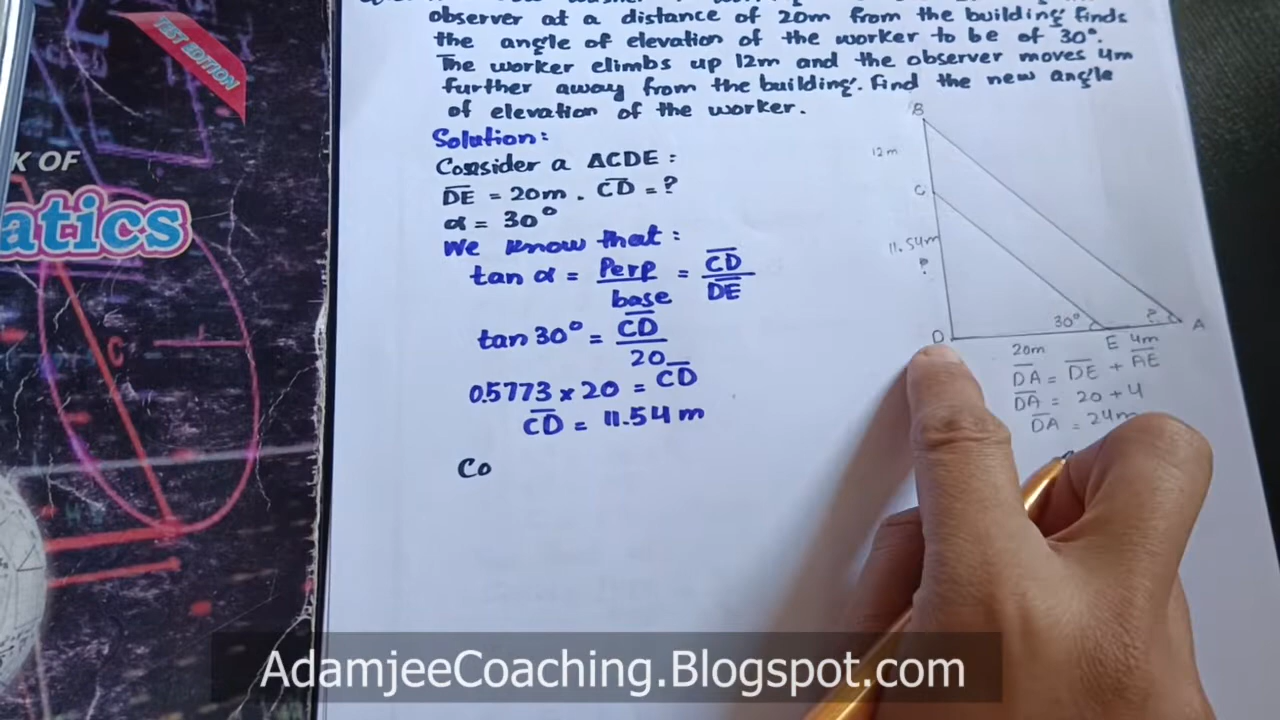 observer at a distance of 20m from the building finds
the angle of elevation of the worker to be of 30°.
The worker climbs up 12m and the observer moves 4m
further away from the building. Find the new angle
of elevation of the worker.
Solution:
Consider a ΔCDE :
DE = 20m . CD = ?
α = 30°
We know that :
tan α = Perp/base = CD/DE
tan 30° = CD/20
0.5773 × 20 = CD
CD = 11.54 m
Co
B
12m
C
11.54m
?
D
30°
?
A
20m
E
4m
DA = DE + AE
DA = 20 + 4
DA = 24m
TEST EDITION
K OF
atics
C
AdamjeeCoaching.Blogspot.com